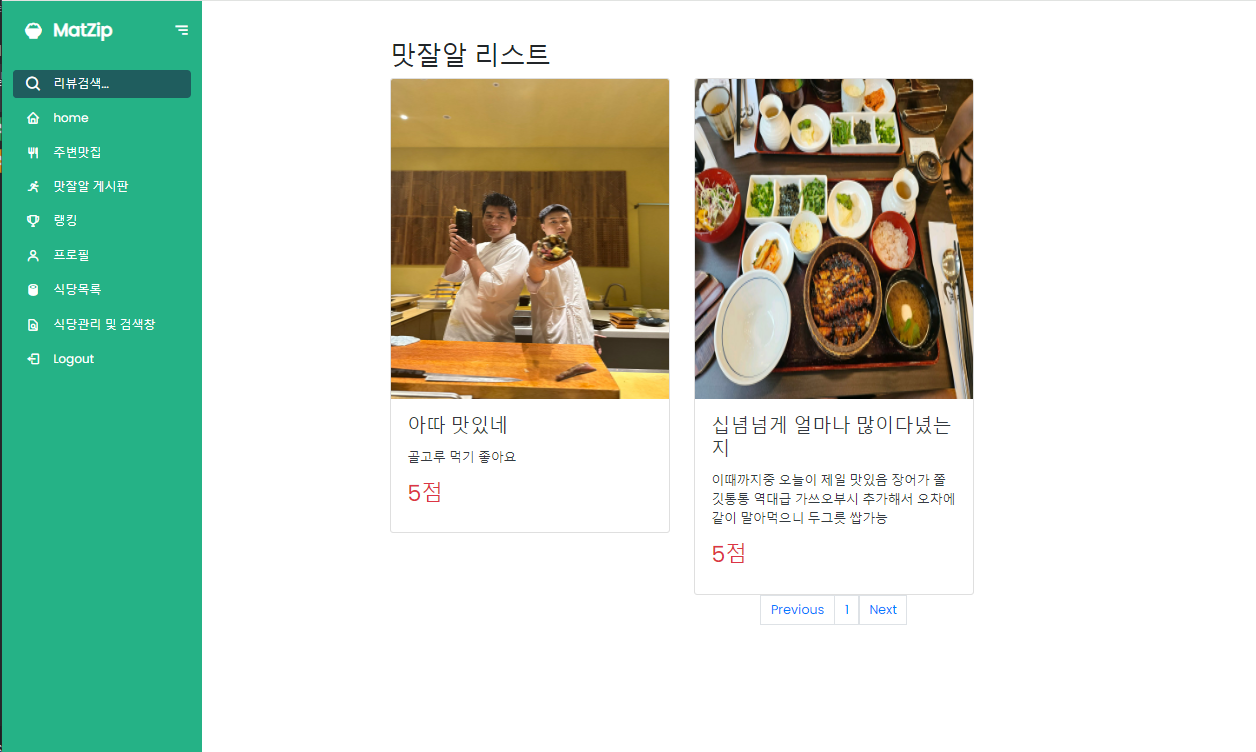 MatZip
리뷰검색...
home
주변맛집
맛잘알 게시판
랭킹
프로필
식당목록
식당관리 및 검색창
Logout
맛잘알 리스트
아따 맛있네
골고루 먹기 좋아요
5점
십념넘게 얼마나 많이다녔는
지
이때까지중 오늘이 제일 맛있음 장어가 쫄
깃통통 역대급 가쓰오부시 추가해서 오차에
같이 말아먹으니 두그릇 쌉가능
5점
Previous
1
Next